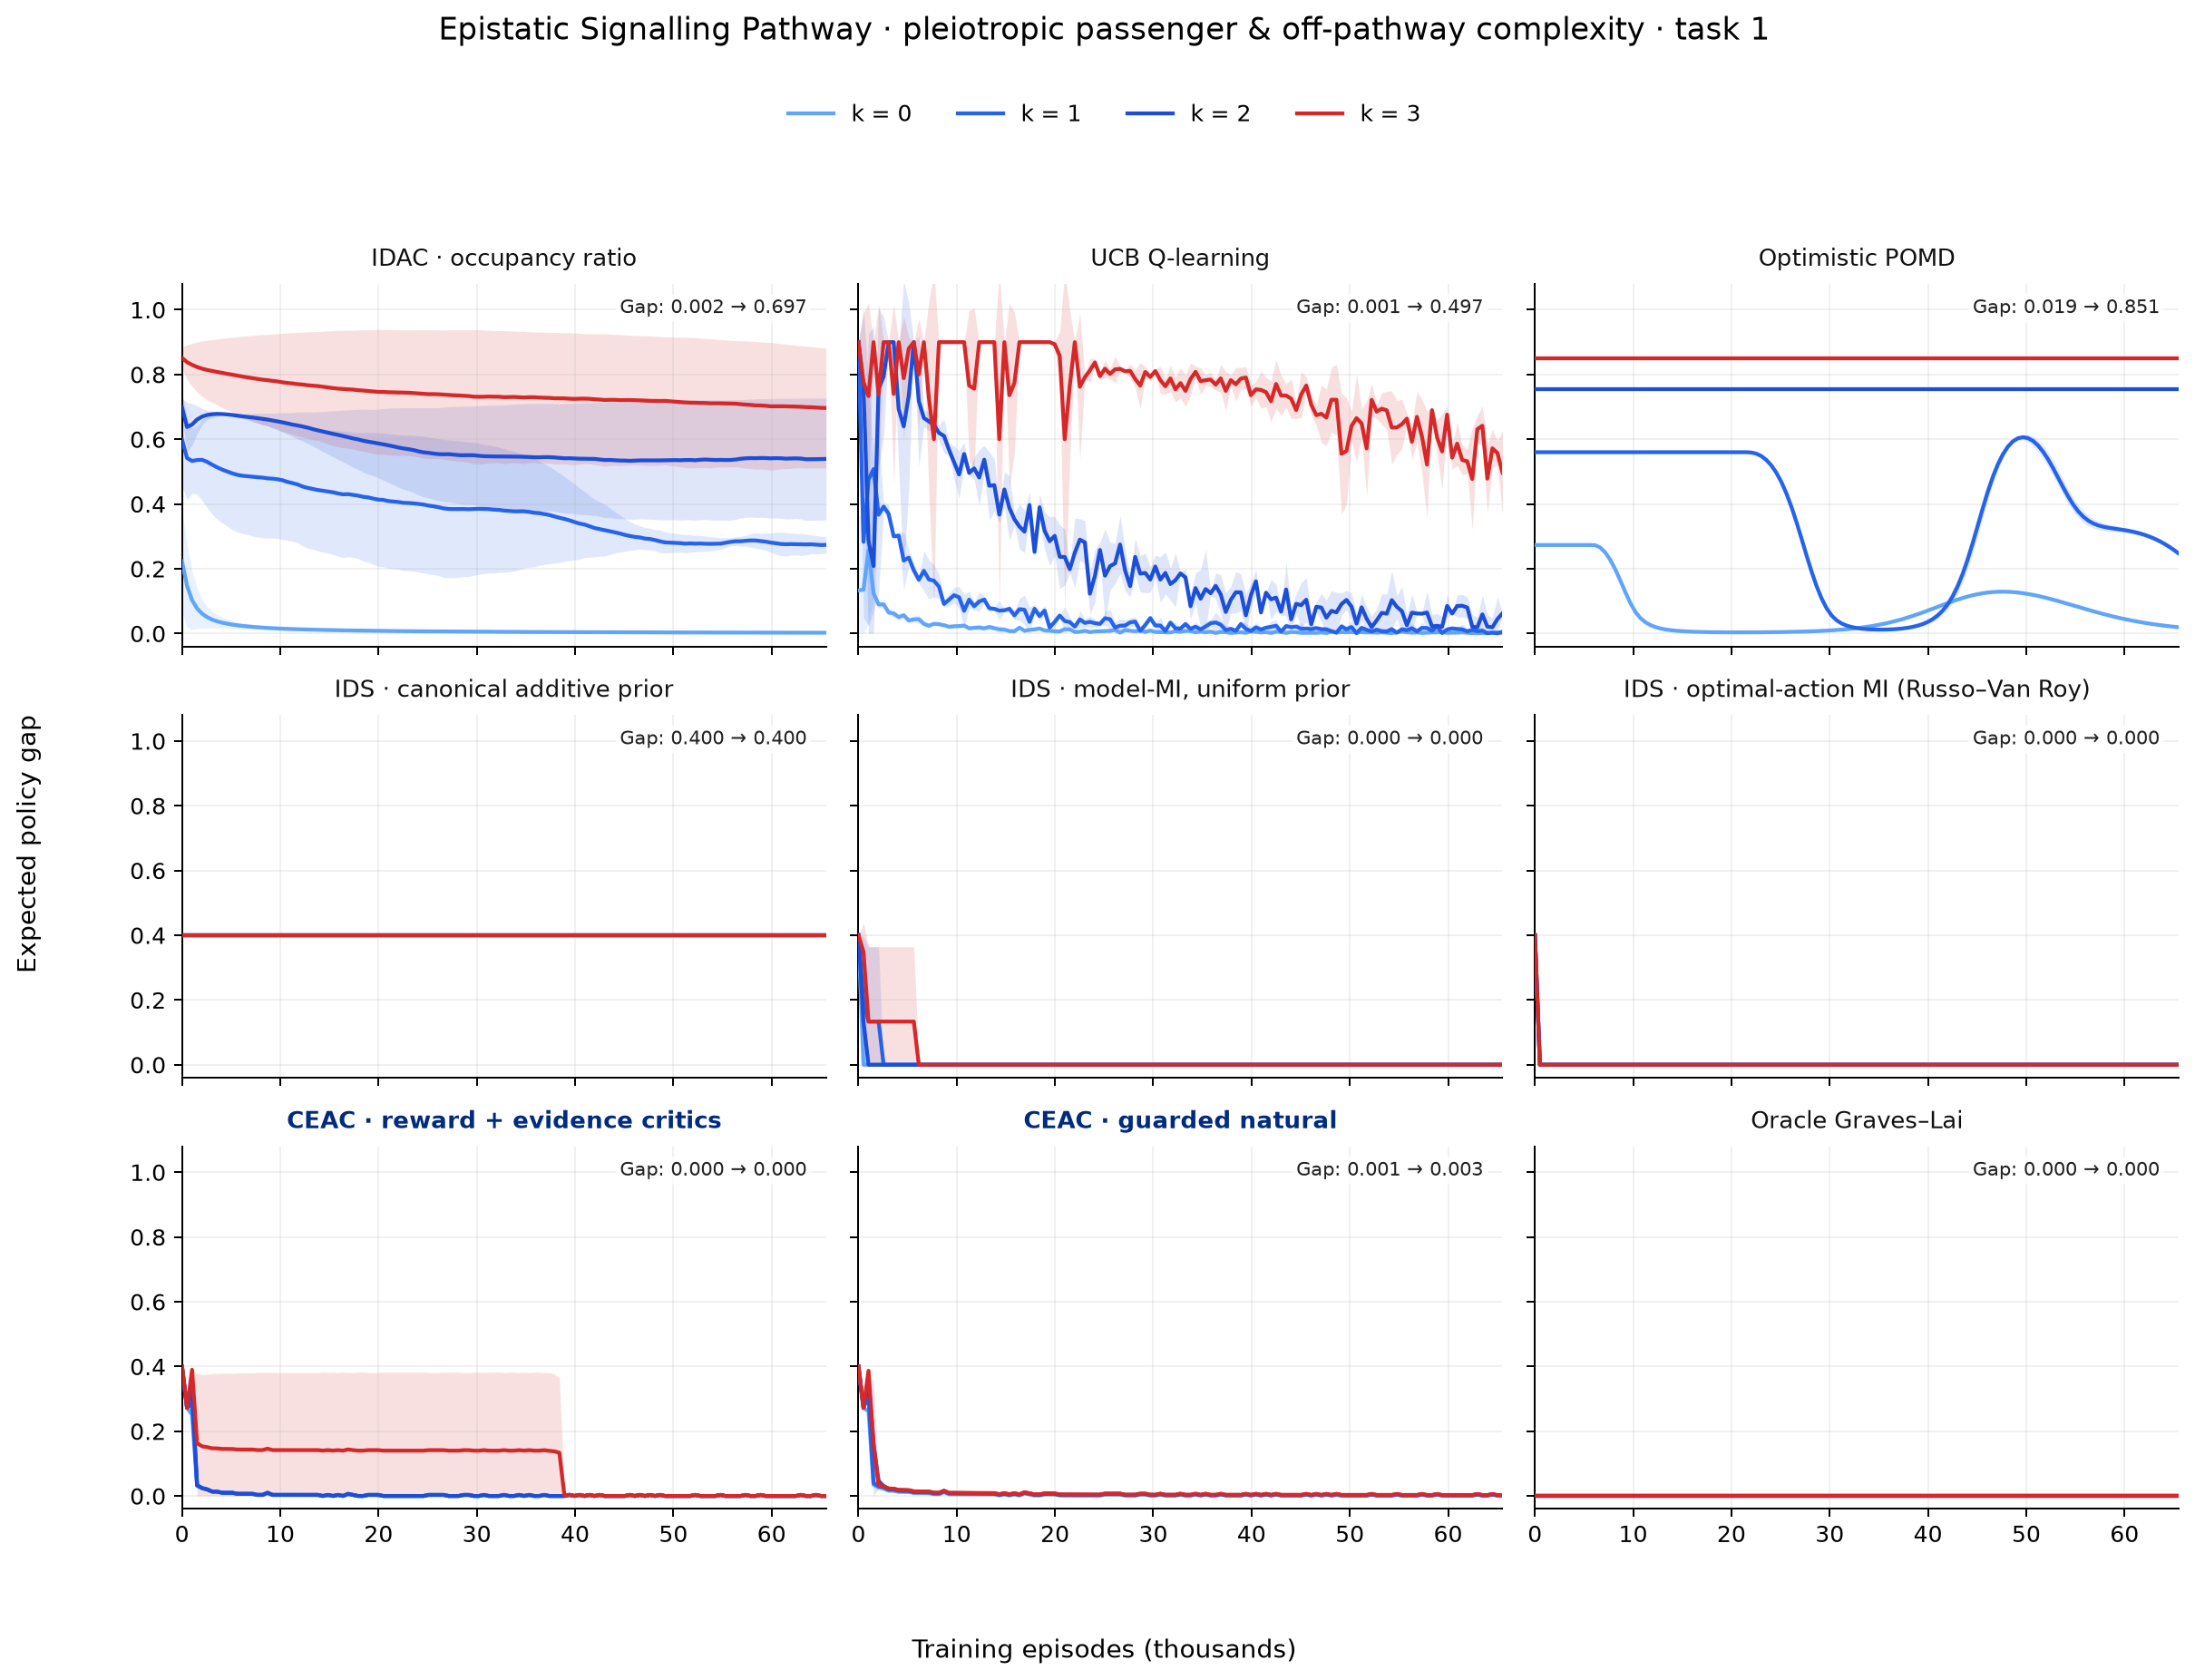 Epistatic Signalling Pathway · pleiotropic passenger & off-pathway complexity · task 1
k = 0 k = 1 k = 2 k = 3
IDAC · occupancy ratio
Gap: 0.002 → 0.697
1.0
0.8
0.6
0.4
0.2
0.0
UCB Q-learning
Gap: 0.001 → 0.497
Optimistic POMD
Gap: 0.019 → 0.851
IDS · canonical additive prior
Gap: 0.400 → 0.400
1.0
0.8
0.6
0.4
0.2
0.0
IDS · model-MI, uniform prior
Gap: 0.000 → 0.000
IDS · optimal-action MI (Russo–Van Roy)
Gap: 0.000 → 0.000
Expected policy gap
CEAC · reward + evidence critics
Gap: 0.000 → 0.000
1.0
0.8
0.6
0.4
0.2
0.0
0 10 20 30 40 50 60
CEAC · guarded natural
Gap: 0.001 → 0.003
0 10 20 30 40 50 60
Oracle Graves–Lai
Gap: 0.000 → 0.000
0 10 20 30 40 50 60
Training episodes (thousands)